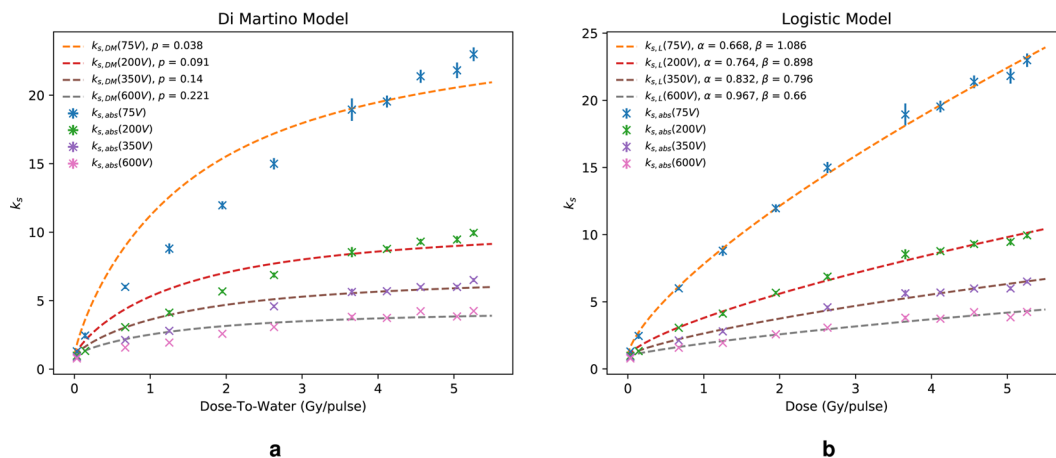 Di Martino Model
k_s,DM(75V), p = 0.038
k_s,DM(200V), p = 0.091
k_s,DM(350V), p = 0.14
k_s,DM(600V), p = 0.221
k_s,abs(75V)
k_s,abs(200V)
k_s,abs(350V)
k_s,abs(600V)
20
15
10
5
0
k_s
0 1 2 3 4 5
Dose-To-Water (Gy/pulse)
a
Logistic Model
k_s,L(75V) α = 0.668, β = 1.086
k_s,L(200V) α = 0.764, β = 0.898
k_s,L(350V) α = 0.832, β = 0.796
k_s,L(600V) α = 0.967, β = 0.66
k_s,abs(75V)
k_s,abs(200V)
k_s,abs(350V)
k_s,abs(600V)
25
20
15
10
5
0
k_s
0 1 2 3 4 5
Dose (Gy/pulse)
b